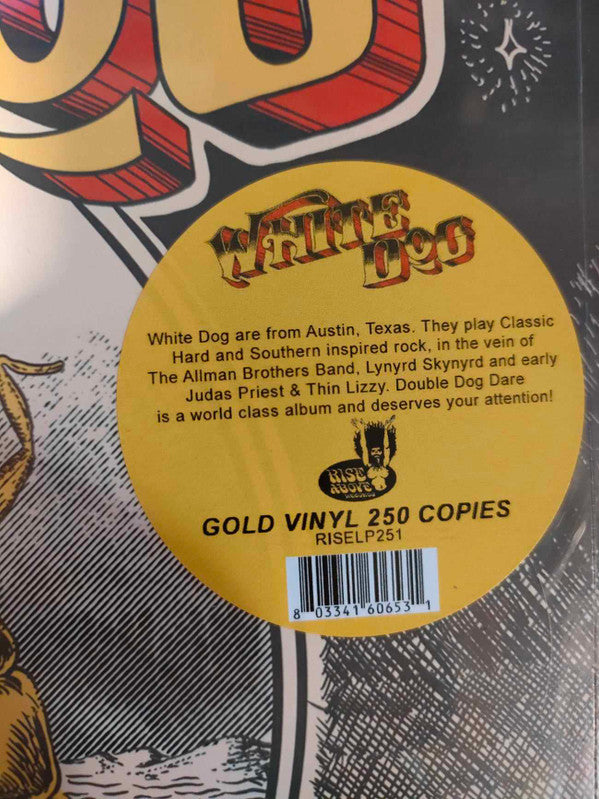 WHITE
DOG
White Dog are from Austin, Texas. They play Classic
Hard and Southern inspired rock, in the vein of
The Allman Brothers Band, Lynyrd Skynyrd and early
Judas Priest & Thin Lizzy. Double Dog Dare
is a world class album and deserves your attention!
RISE
ABOVE
RECORDS
GOLD VINYL 250 COPIES
RISELP251
8 03341 60653 1